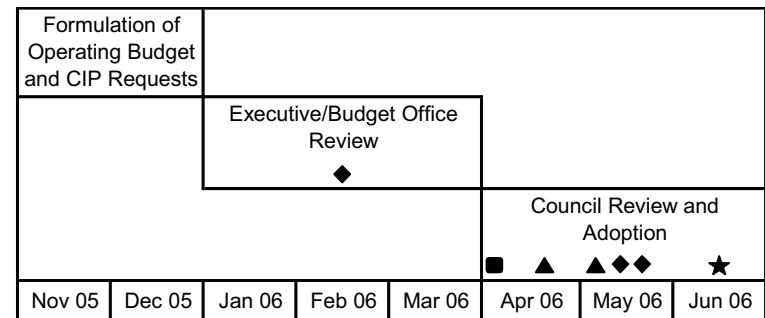 Formulation of
Operating Budget
and CIP Requests
Executive/Budget Office
Review
Council Review and
Adoption
Nov 05 Dec 05 Jan 06 Feb 06 Mar 06 Apr 06 May 06 Jun 06